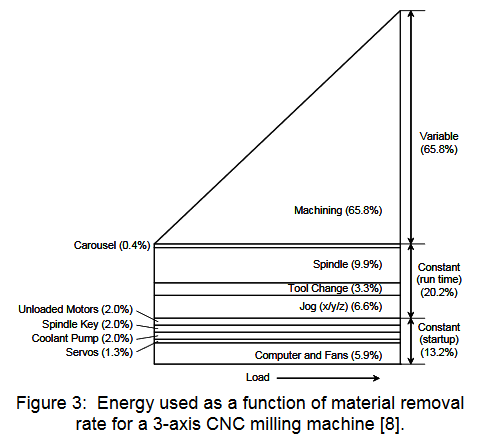 Variable
(65.8%)
Machining (65.8%)
Carousel (0.4%)
Spindle (9.9%)
Constant
(run time)
(20.2%)
Tool Change (3.3%)
Jog (x/y/z) (6.6%)
Unloaded Motors (2.0%)
Spindle Key (2.0%)
Coolant Pump (2.0%)
Servos (1.3%)
Constant
(startup)
(13.2%)
Computer and Fans (5.9%)
Load
Figure 3:  Energy used as a function of material removal
rate for a 3-axis CNC milling machine [8].